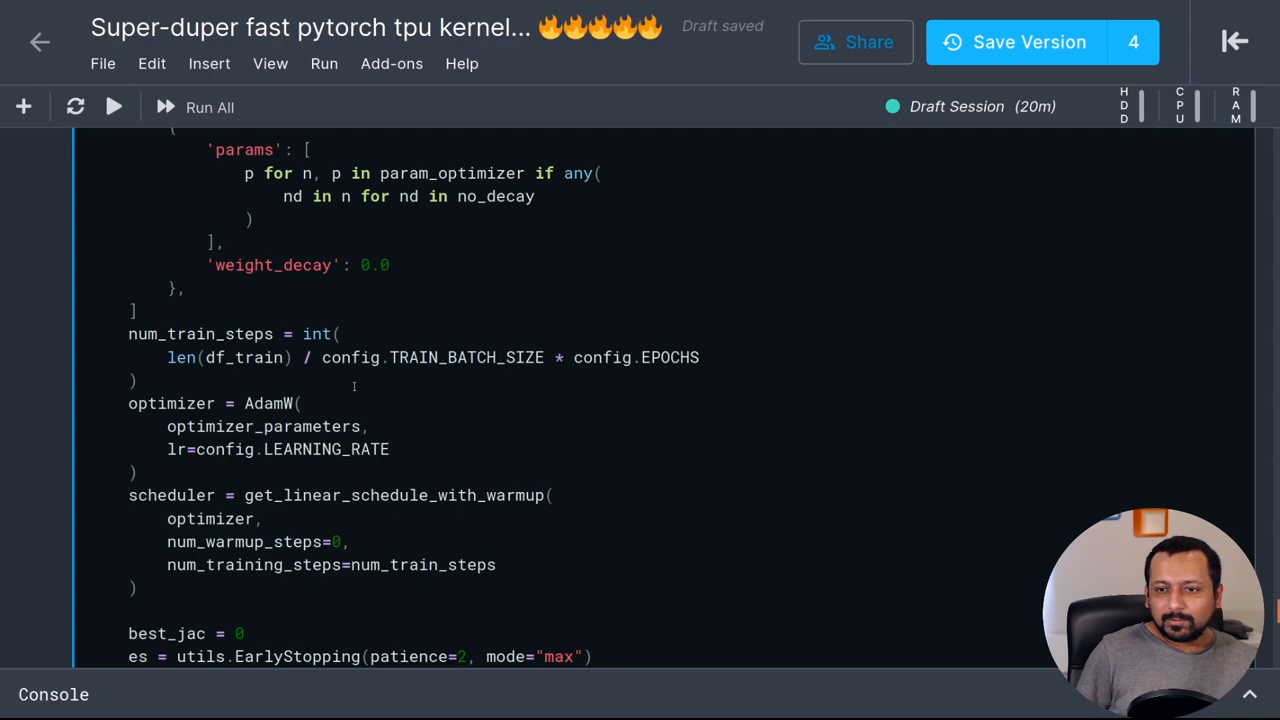 Super-duper fast pytorch tpu kernel... 🔥🔥🔥🔥🔥 Draft saved
Share
Save Version 4
File Edit Insert View Run Add-ons Help
Run All
Draft Session (20m)
HDD
CPU
RAM
{
'params': [
p for n, p in param_optimizer if any(
nd in n for nd in no_decay
)
],
'weight_decay': 0.0
},
]
num_train_steps = int(
len(df_train) / config.TRAIN_BATCH_SIZE * config.EPOCHS
)
optimizer = AdamW(
optimizer_parameters,
lr=config.LEARNING_RATE
)
scheduler = get_linear_schedule_with_warmup(
optimizer,
num_warmup_steps=0,
num_training_steps=num_train_steps
)
best_jac = 0
es = utils.EarlyStopping(patience=2, mode="max")
Console